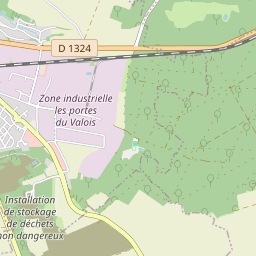 D 1324
Zone industrielle
les portes
du Valois
Installation
de stockage
de déchets
non dangereux